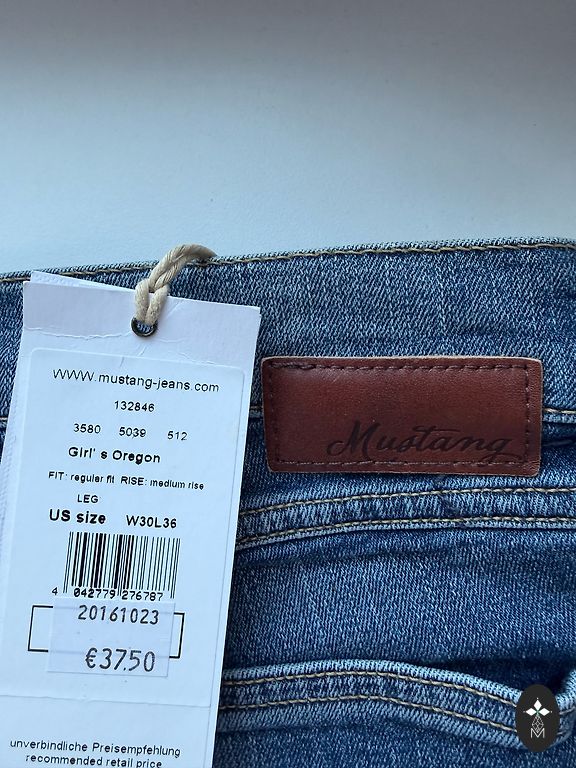 WWW.mustang-jeans.com
132846
3580 5039 512
Girl' s Oregon
FIT: regular fit RISE: medium rise
LEG
US size W30L36
4 042779 276787
20161023
€37.50
unverbindliche Preisempfehlung
recommended retail price
Mustang
M